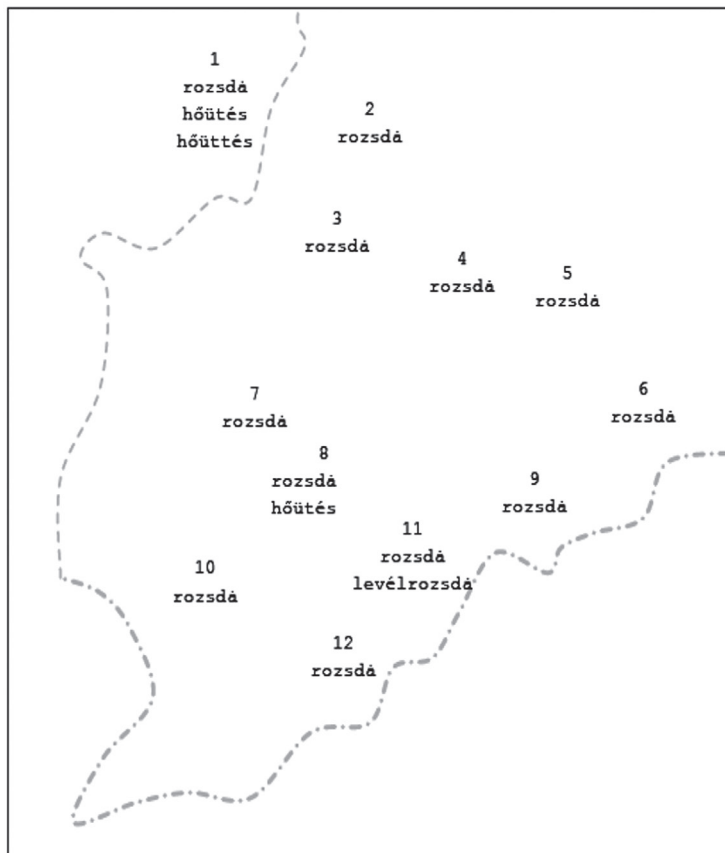 1
rozsdȧ
hőütés
hőüttés
2
rozsdȧ
3
rozsdȧ
4
rozsdȧ
5
rozsdȧ
6
rozsdȧ
7
rozsdȧ
8
rozsdȧ
hőütés
9
rozsdȧ
10
rozsdȧ
11
rozsdȧ
levélrozsdȧ
12
rozsdȧ